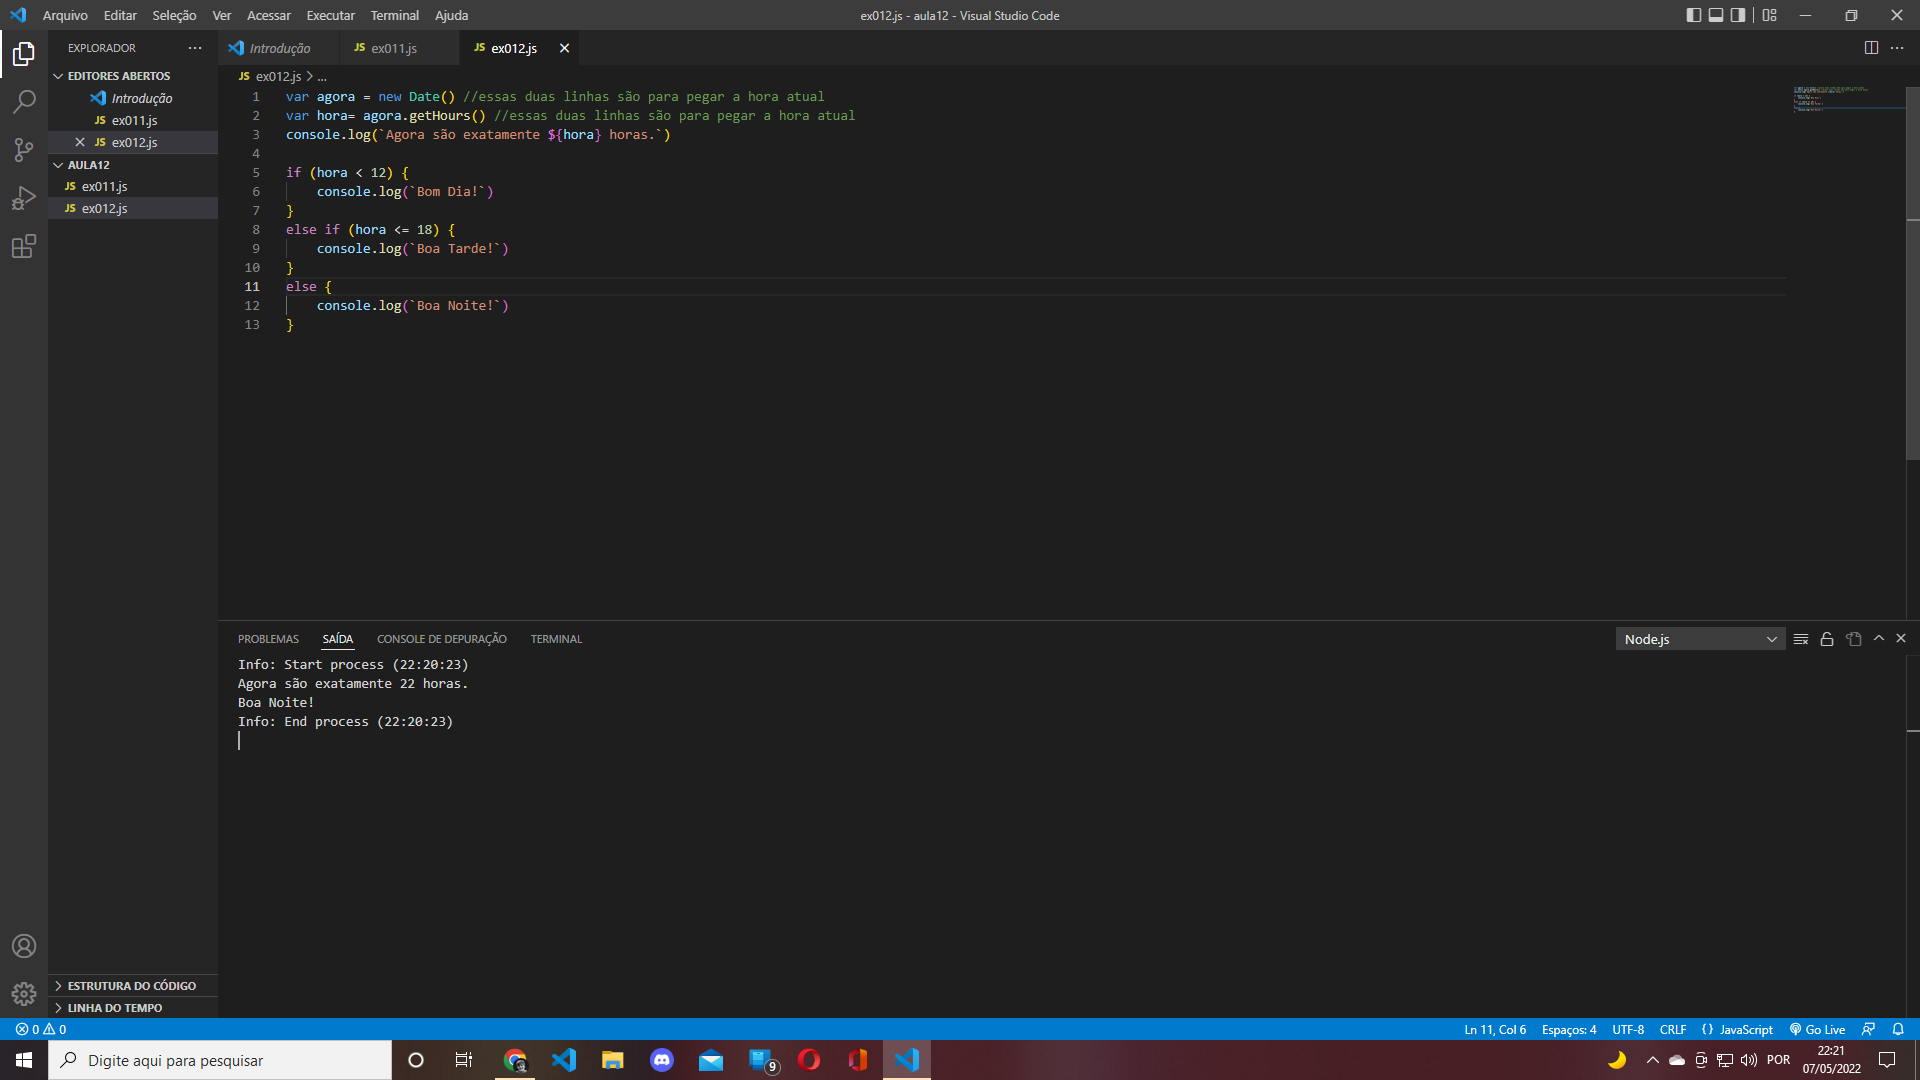 Arquivo Editar Seleção Ver Acessar Executar Terminal Ajuda
ex012.js - aula12 - Visual Studio Code
EXPLORADOR
EDITORES ABERTOS
Introdução
JS ex011.js
JS ex012.js
AULA12
JS ex011.js
JS ex012.js
ESTRUTURA DO CÓDIGO
LINHA DO TEMPO
Introdução JS ex011.js JS ex012.js
JS ex012.js > ...
1 var agora = new Date() //essas duas linhas são para pegar a hora atual
2 var hora= agora.getHours() //essas duas linhas são para pegar a hora atual
3 console.log(`Agora são exatamente ${hora} horas.`)
4
5 if (hora < 12) {
6 console.log(`Bom Dia!`)
7 }
8 else if (hora <= 18) {
9 console.log(`Boa Tarde!`)
10 }
11 else {
12 console.log(`Boa Noite!`)
13 }
PROBLEMAS SAÍDA CONSOLE DE DEPURAÇÃO TERMINAL
Node.js
Info: Start process (22:20:23)
Agora são exatamente 22 horas.
Boa Noite!
Info: End process (22:20:23)
0 0
Ln 11, Col 6 Espaços: 4 UTF-8 CRLF {} JavaScript Go Live
Digite aqui para pesquisar
9
POR
22:21
07/05/2022